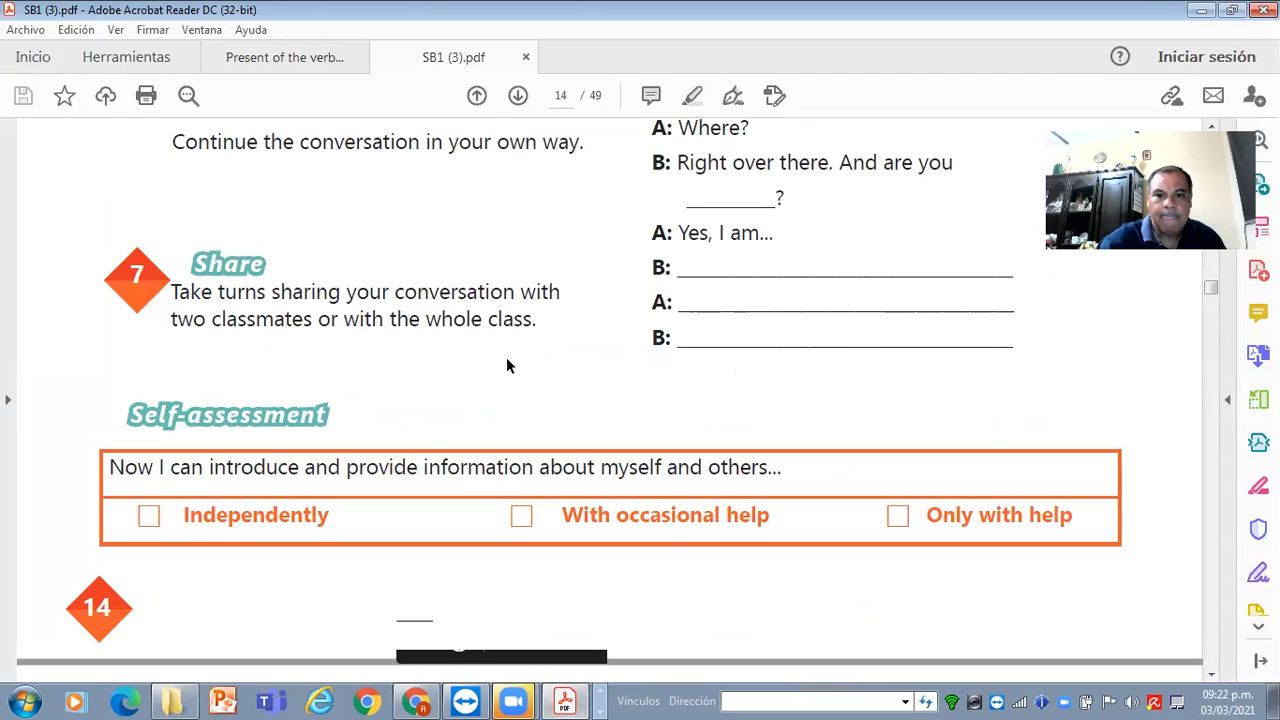 SB1 (3).pdf - Adobe Acrobat Reader DC (32-bit)
Archivo Edición Ver Firmar Ventana Ayuda
Inicio Herramientas Present of the verb... SB1 (3).pdf × Iniciar sesión
14 / 49
Continue the conversation in your own way.
7
Share
Take turns sharing your conversation with
two classmates or with the whole class.
A: Where?
B: Right over there. And are you
_________?
A: Yes, I am...
B: ______________________________
A: ______________________________
B: ______________________________
Self-assessment
Now I can introduce and provide information about myself and others...
Independently With occasional help Only with help
14
Vínculos Dirección
09:22 p.m.
03/03/2021